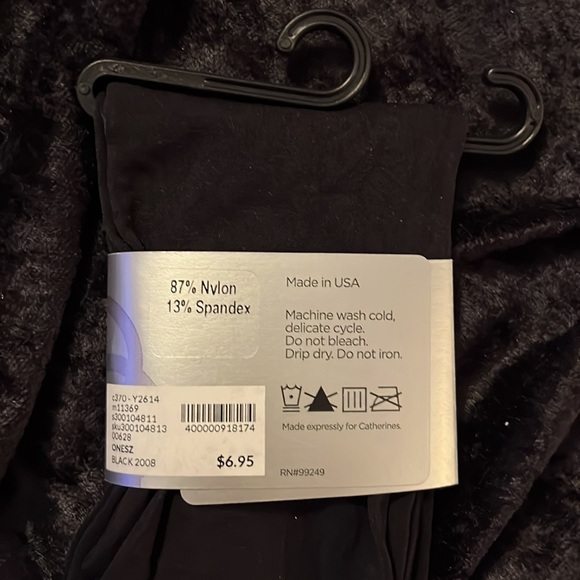 87% Nylon
13% Spandex
Made in USA
Machine wash cold,
delicate cycle.
Do not bleach.
Drip dry. Do not iron.
Made expressly for Catherines.
RN#99249
c370 - Y2614
m11369
s300104811
sku300104813
00628
ONESZ
BLACK 2008
400000918174
$6.95